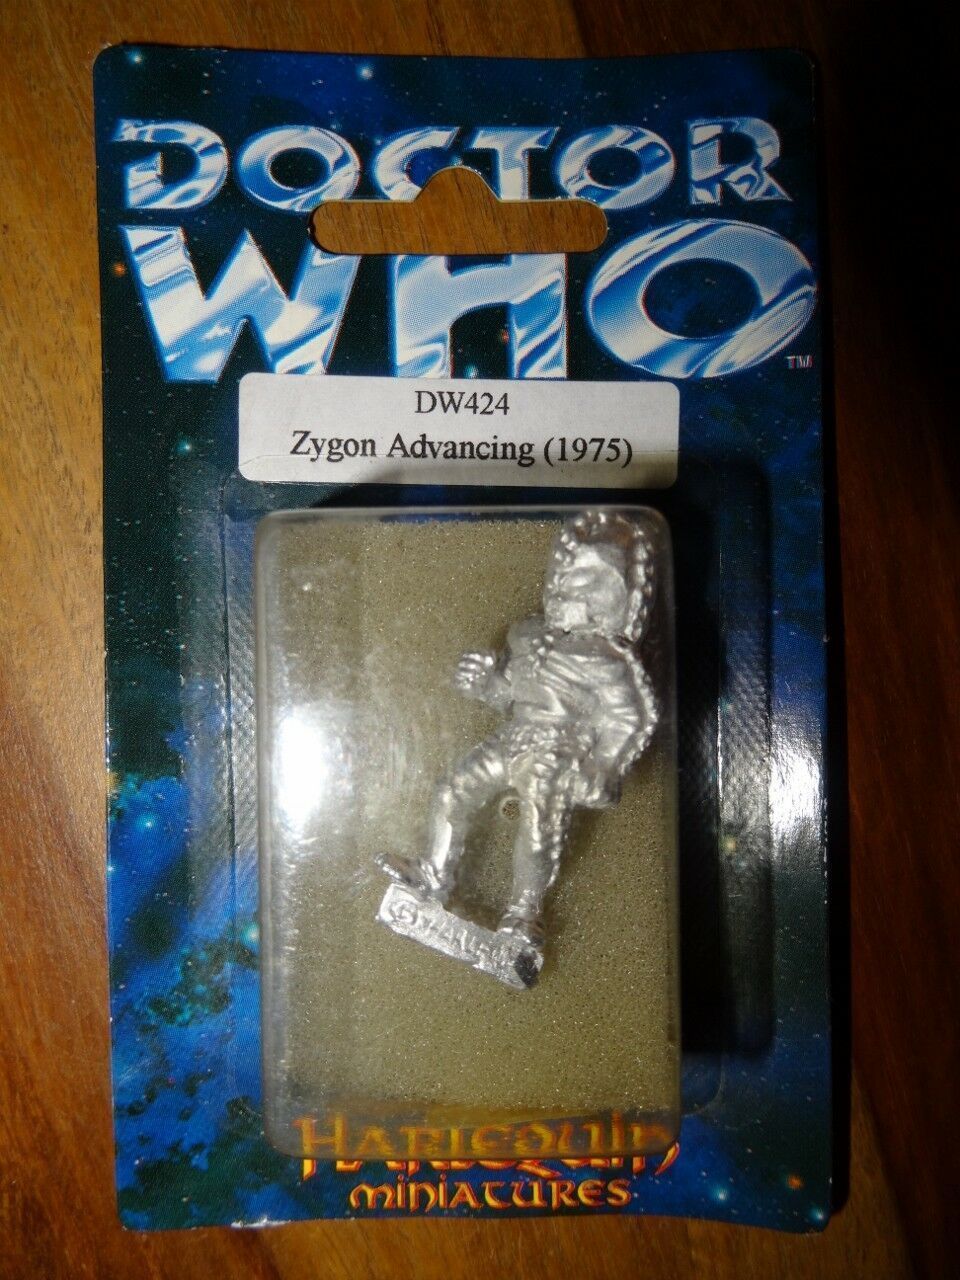 DOCTOR
WHO
TM
DW424
Zygon Advancing (1975)
HARLEQUIN
MINIATURES